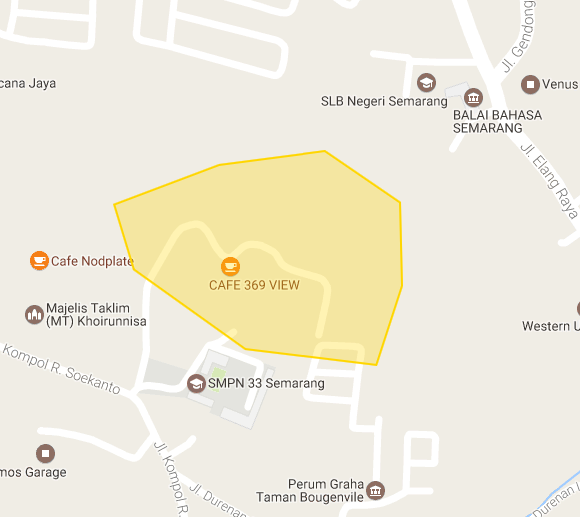 Jl. Gendong
cana Jaya
Venus
SLB Negeri Semarang
BALAI BAHASA
SEMARANG
Jl. Elang Raya
Cafe Nodplate
CAFE 369 VIEW
Majelis Taklim
(MT) Khoirunnisa
Western U
Kompol R. Soekanto
SMPN 33 Semarang
mos Garage
Jl. Kompol R.
Jl. Durenan
Perum Graha
Taman Bougenvile
Durenan I